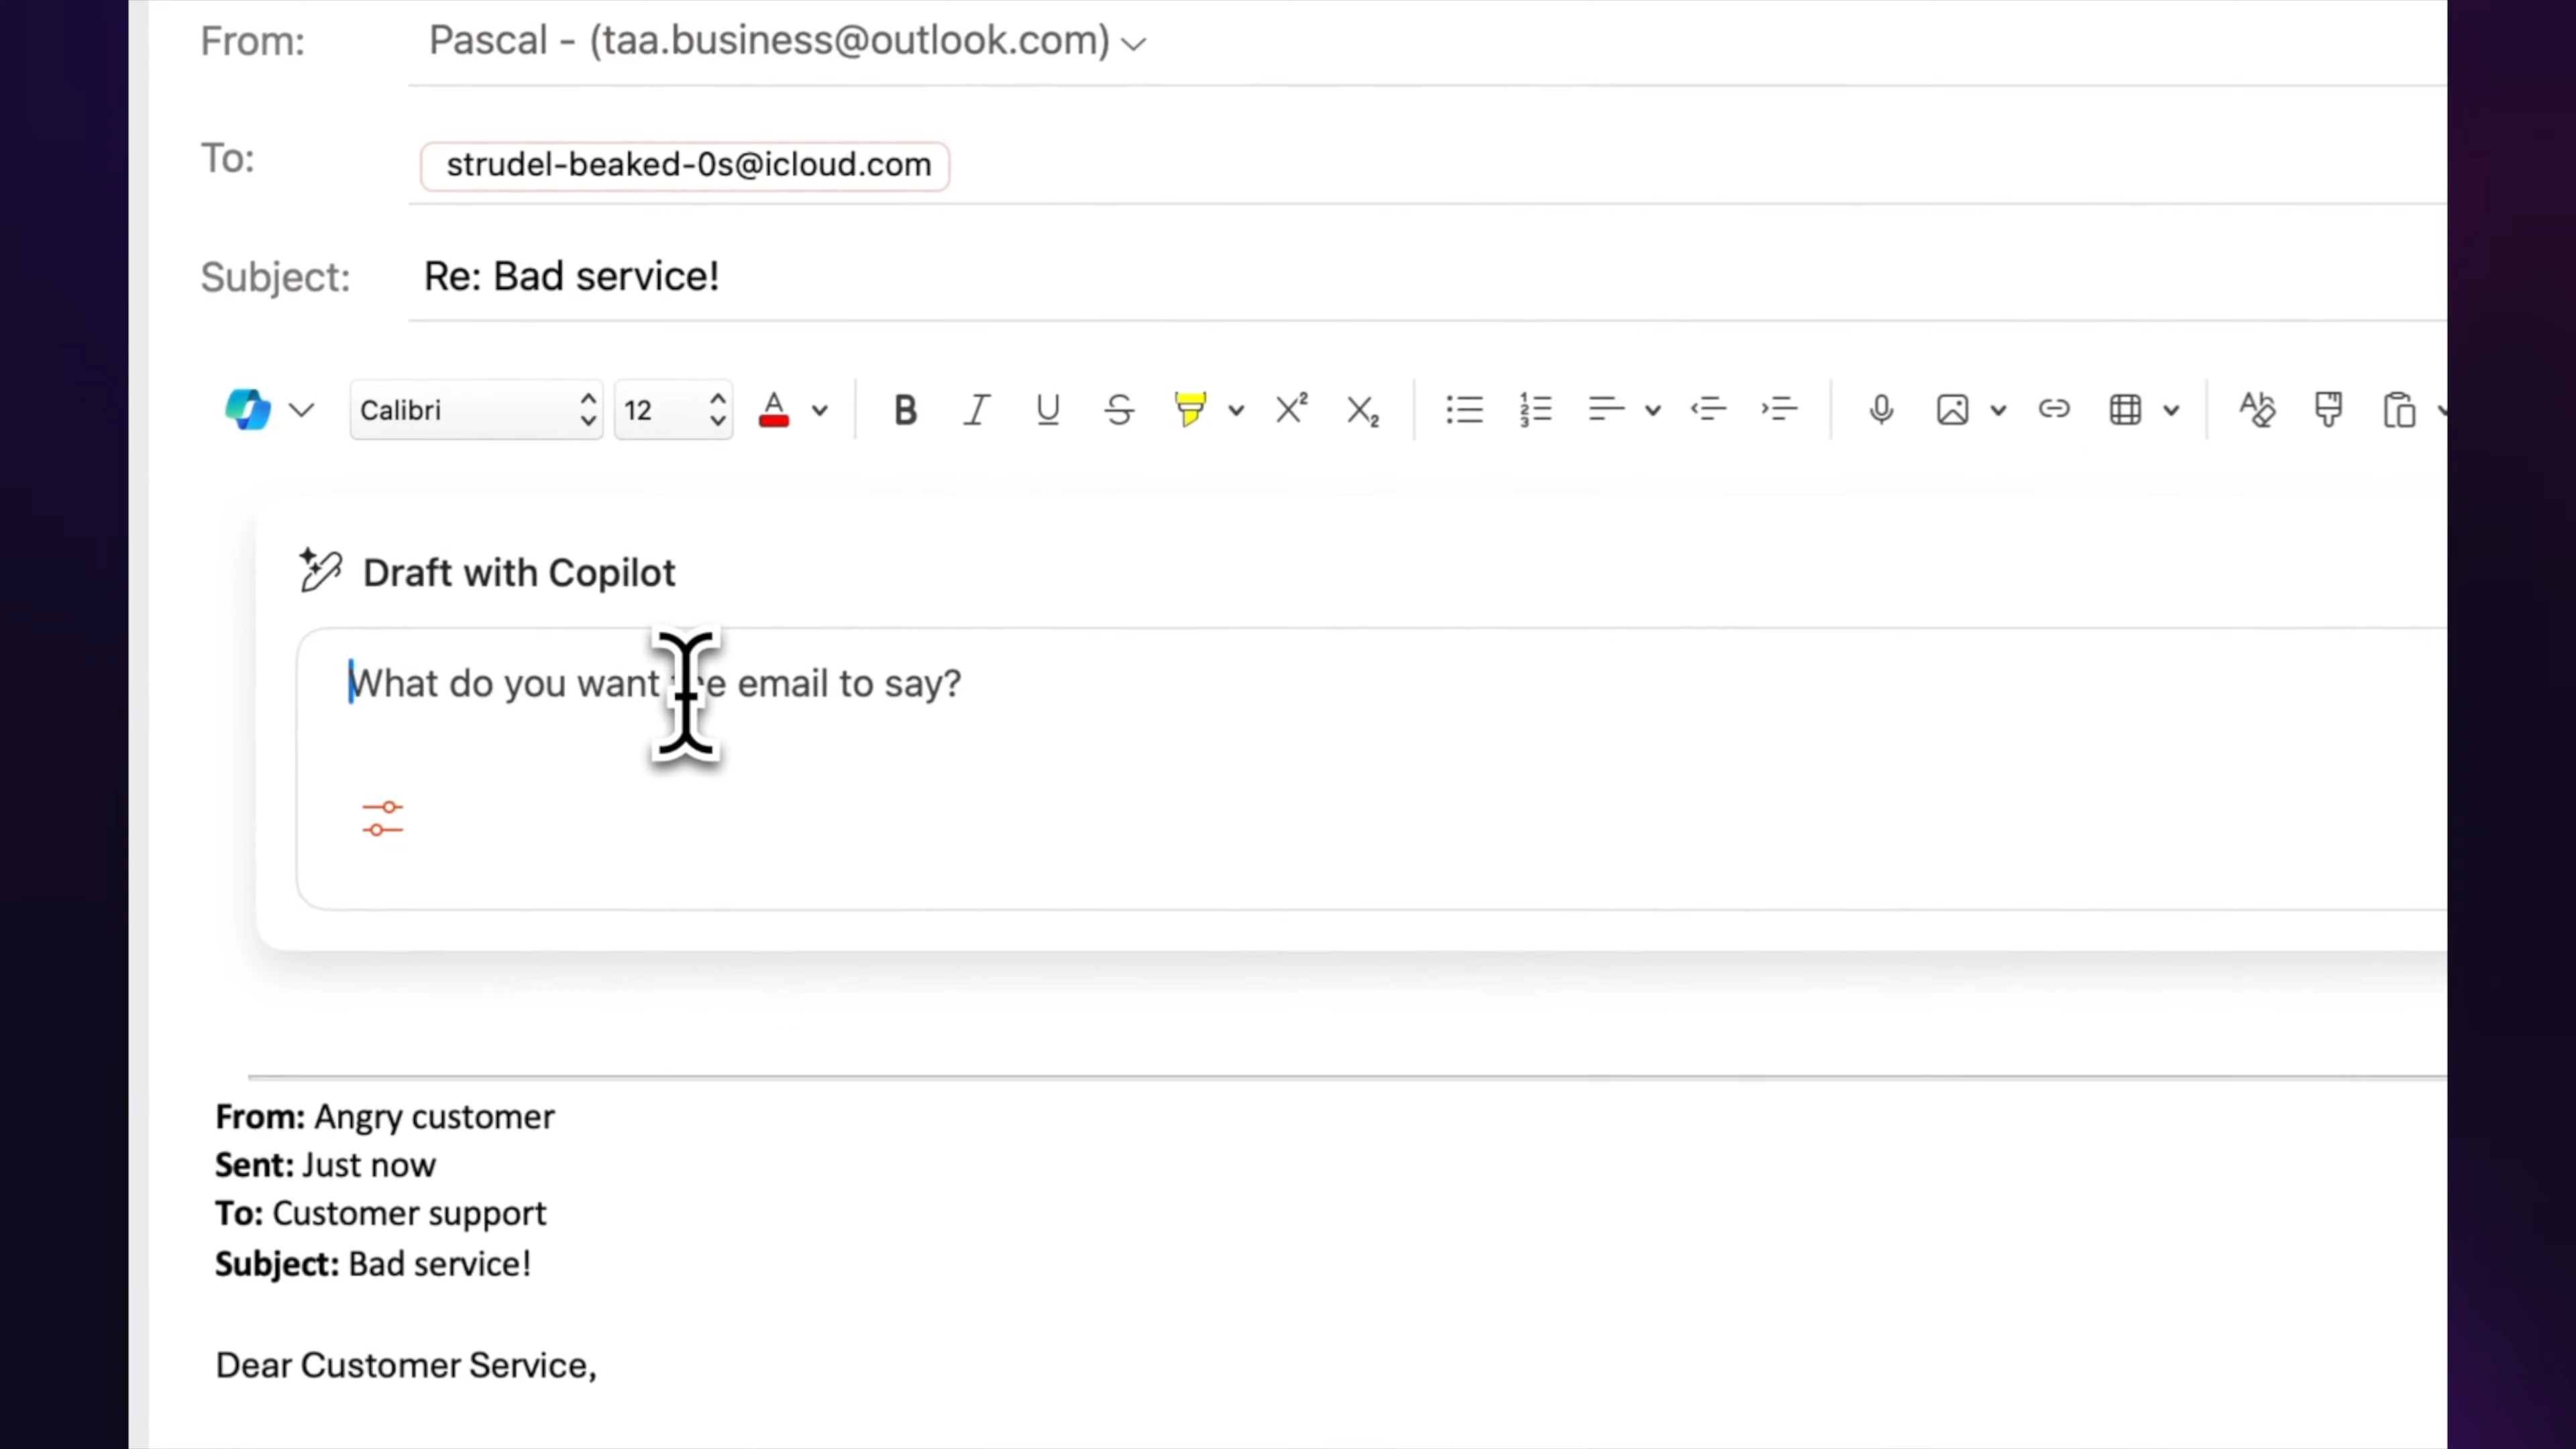 From: Pascal - (taa.business@outlook.com)
To: strudel-beaked-0s@icloud.com
Subject: Re: Bad service!
Calibri 12
Draft with Copilot
What do you want the email to say?
From: Angry customer
Sent: Just now
To: Customer support
Subject: Bad service!
Dear Customer Service,